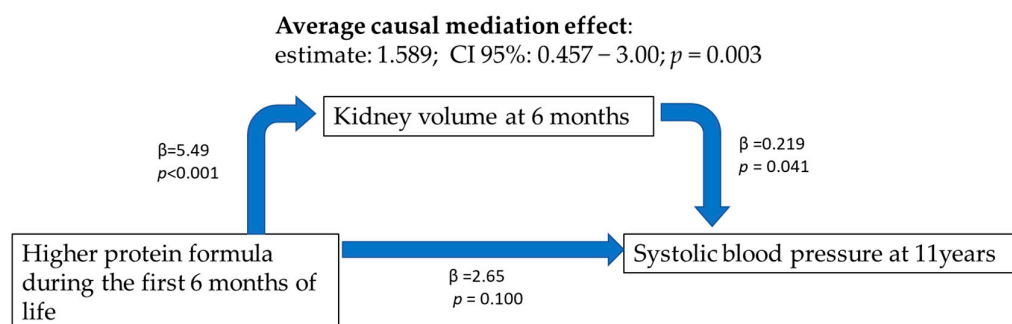 Average causal mediation effect:
estimate: 1.589; CI 95%: 0.457 – 3.00; p = 0.003
Kidney volume at 6 months
β=5.49
p<0.001
β =0.219
p = 0.041
Higher protein formula
during the first 6 months of
life
Systolic blood pressure at 11years
β =2.65
p = 0.100